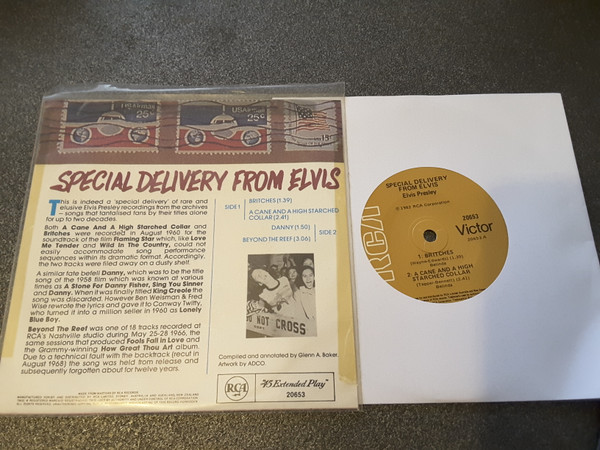 25c
USA
25c
SPECIAL DELIVERY FROM ELVIS
This is indeed a 'special delivery' of rare and
elusive Elvis Presley recordings from the archives
– songs that fantalised fans by their titles alone
for up to two decades.
Both A Cane And A High Starched Collar and
Britches were recorded in August 1960 for the
soundtrack of the film Flaming Star which, like Love
Me Tender and Wild In The Country, could not
easily accommodate song performance
sequences within its dramatic format. Accordingly,
the two tracks were filed away on a dusty shelf.
A similar fate befell Danny, which was to be the title
song of the 1958 film which was known at various
times as A Stone For Danny Fisher, Sing You Sinner
and Danny. When it was finally titled King Creole the
song was discarded. However Ben Weisman & Fred
Wise rewrote the lyrics and gave it to Conway Twitty,
who turned it into a million seller in 1960 as Lonely
Blue Boy.
Beyond The Reef was one of 18 tracks recorded at
RCA's Nashville studio during May 25-28 1966, the
same sessions that produced Fools Fall In Love and
the Grammy-winning How Great Thou Art album.
Due to a technical fault with the backtrack (recut in
August 1968) the song was held from release and
subsequently forgotten about for twelve years.
SIDE 1
BRITCHES (1.39)
A CANE AND A HIGH STARCHED
COLLAR (2.41)
DANNY (1.50)
SIDE 2
BEYOND THE REEF (3.06)
NOT CROSS
Compiled and annotated by Glenn A. Baker.
Artwork by ADCO.
RCA
45 Extended Play
20653
RCA
SPECIAL DELIVERY
FROM ELVIS
Elvis Presley
℗ 1983 RCA Corporation
20653
Victor
1: BRITCHES
Belinda
2: A CANE AND A HIGH
STARCHED COLLAR
Belinda